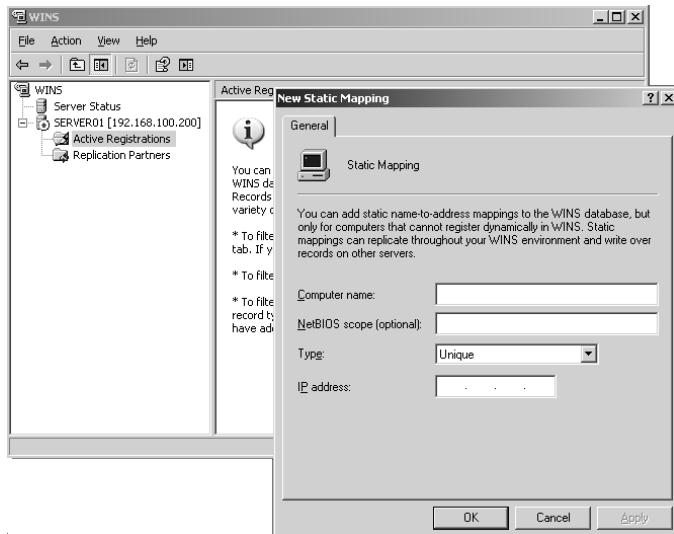 WINS
File Action View Help
WINS
Server Status
SERVER01 [192.168.100.200]
Active Registrations
Replication Partners
Active Reg
You can
WINS da
Records
variety
* To filte
tab. If y
* To filte
* To filte
record ty
have ad
New Static Mapping
General
Static Mapping
You can add static name-to-address mappings to the WINS database, but
only for computers that cannot register dynamically in WINS. Static
mappings can replicate throughout your WINS environment and write over
records on other servers.
Computer name:
NetBIOS scope (optional):
Type:
Unique
IP address:
OK
Cancel
Apply